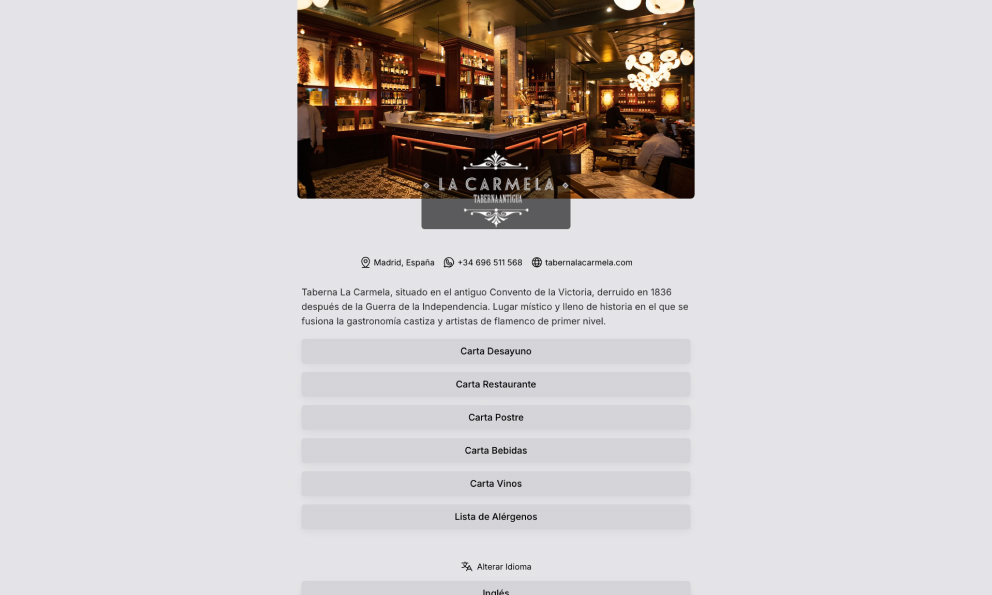 LA CARMELA
TABERNA ANTIGUA
Madrid, España +34 696 511 568 tabernalacarmela.com
Taberna La Carmela, situado en el antiguo Convento de la Victoria, derruido en 1836
después de la Guerra de la Independencia. Lugar místico y lleno de historia en el que se
fusiona la gastronomía castiza y artistas de flamenco de primer nivel.
Carta Desayuno
Carta Restaurante
Carta Postre
Carta Bebidas
Carta Vinos
Lista de Alérgenos
Alterar Idioma
Inglés